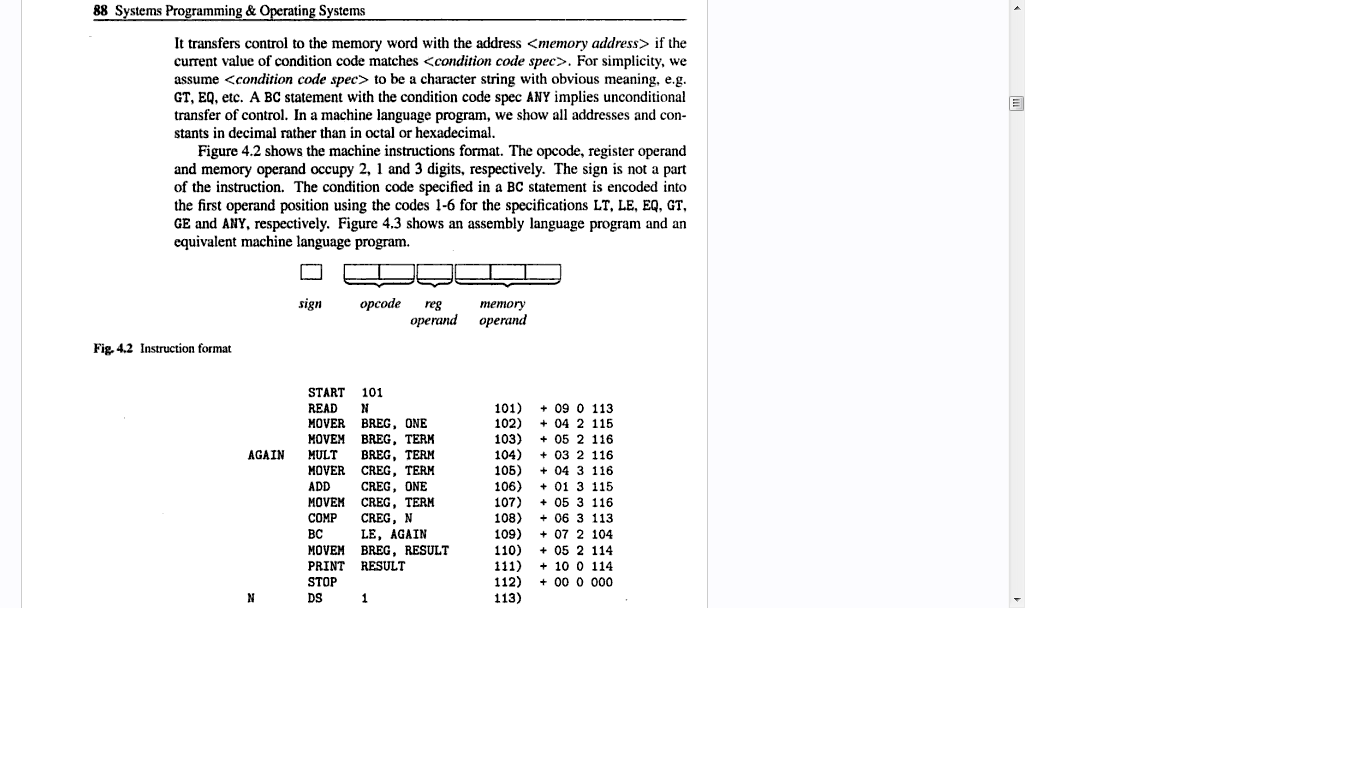 88 Systems Programming & Operating Systems
It transfers control to the memory word with the address <memory address> if the
current value of condition code matches <condition code spec>. For simplicity, we
assume <condition code spec> to be a character string with obvious meaning, e.g.
GT, EQ, etc. A BC statement with the condition code spec ANY implies unconditional
transfer of control. In a machine language program, we show all addresses and con-
stants in decimal rather than in octal or hexadecimal.
Figure 4.2 shows the machine instructions format. The opcode, register operand
and memory operand occupy 2, 1 and 3 digits, respectively. The sign is not a part
of the instruction. The condition code specified in a BC statement is encoded into
the first operand position using the codes 1-6 for the specifications LT, LE, EQ, GT,
GE and ANY, respectively. Figure 4.3 shows an assembly language program and an
equivalent machine language program.
sign opcode reg memory
operand operand
Fig. 4.2 Instruction format
START 101
READ N 101) + 09 0 113
MOVER BREG, ONE 102) + 04 2 115
MOVEM BREG, TERM 103) + 05 2 116
AGAIN MULT BREG, TERM 104) + 03 2 116
MOVER CREG, TERM 105) + 04 3 116
ADD CREG, ONE 106) + 01 3 115
MOVEM CREG, TERM 107) + 05 3 116
COMP CREG, N 108) + 06 3 113
BC LE, AGAIN 109) + 07 2 104
MOVEM BREG, RESULT 110) + 05 2 114
PRINT RESULT 111) + 10 0 114
STOP 112) + 00 0 000
N DS 1 113)